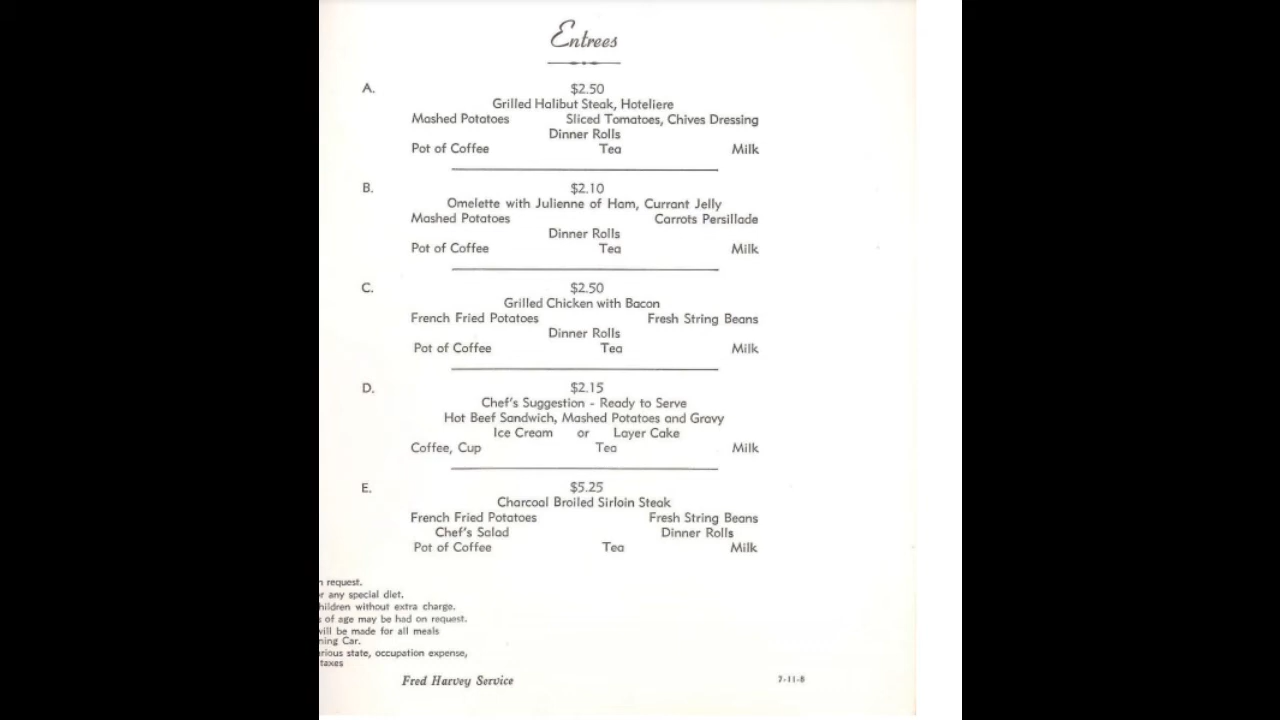 Entrees
A. $2.50
Grilled Halibut Steak, Hoteliere
Mashed Potatoes Sliced Tomatoes, Chives Dressing
Dinner Rolls
Pot of Coffee Tea Milk
B. $2.10
Omelette with Julienne of Ham, Currant Jelly
Mashed Potatoes Carrots Persillade
Dinner Rolls
Pot of Coffee Tea Milk
C. $2.50
Grilled Chicken with Bacon
French Fried Potatoes Fresh String Beans
Dinner Rolls
Pot of Coffee Tea Milk
D. $2.15
Chef's Suggestion - Ready to Serve
Hot Beef Sandwich, Mashed Potatoes and Gravy
Ice Cream or Layer Cake
Coffee, Cup Tea Milk
E. $5.25
Charcoal Broiled Sirloin Steak
French Fried Potatoes Fresh String Beans
Chef's Salad Dinner Rolls
Pot of Coffee Tea Milk
request.
any special diet.
hildren without extra charge.
of age may be had on request.
will be made for all meals
ning Car.
rious state, occupation expense,
taxes
Fred Harvey Service 7-11-8